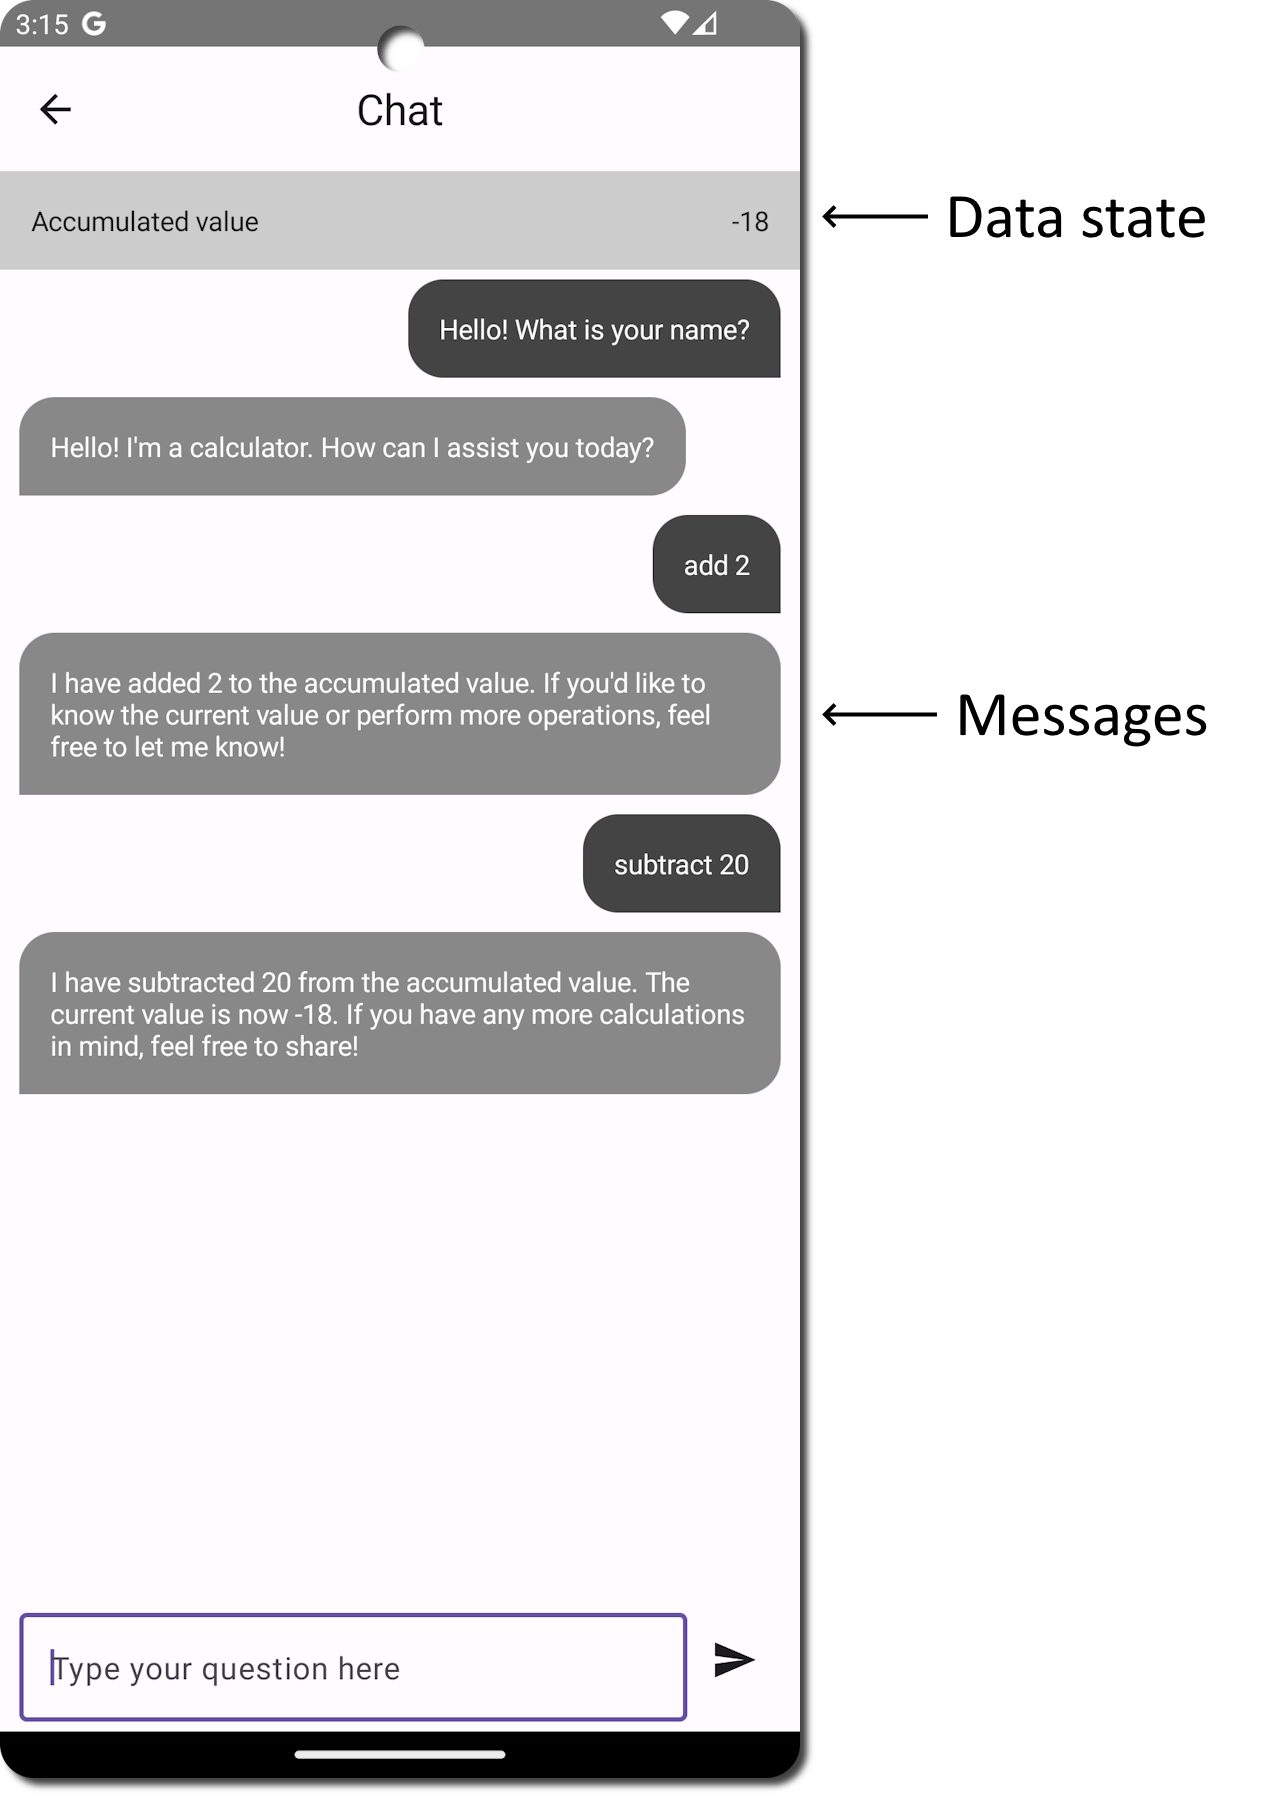 3:15 G
Chat
Accumulated value -18
Data state
Hello! What is your name?
Hello! I'm a calculator. How can I assist you today?
add 2
I have added 2 to the accumulated value. If you'd like to
know the current value or perform more operations, feel
free to let me know!
Messages
subtract 20
I have subtracted 20 from the accumulated value. The
current value is now -18. If you have any more calculations
in mind, feel free to share!
Type your question here